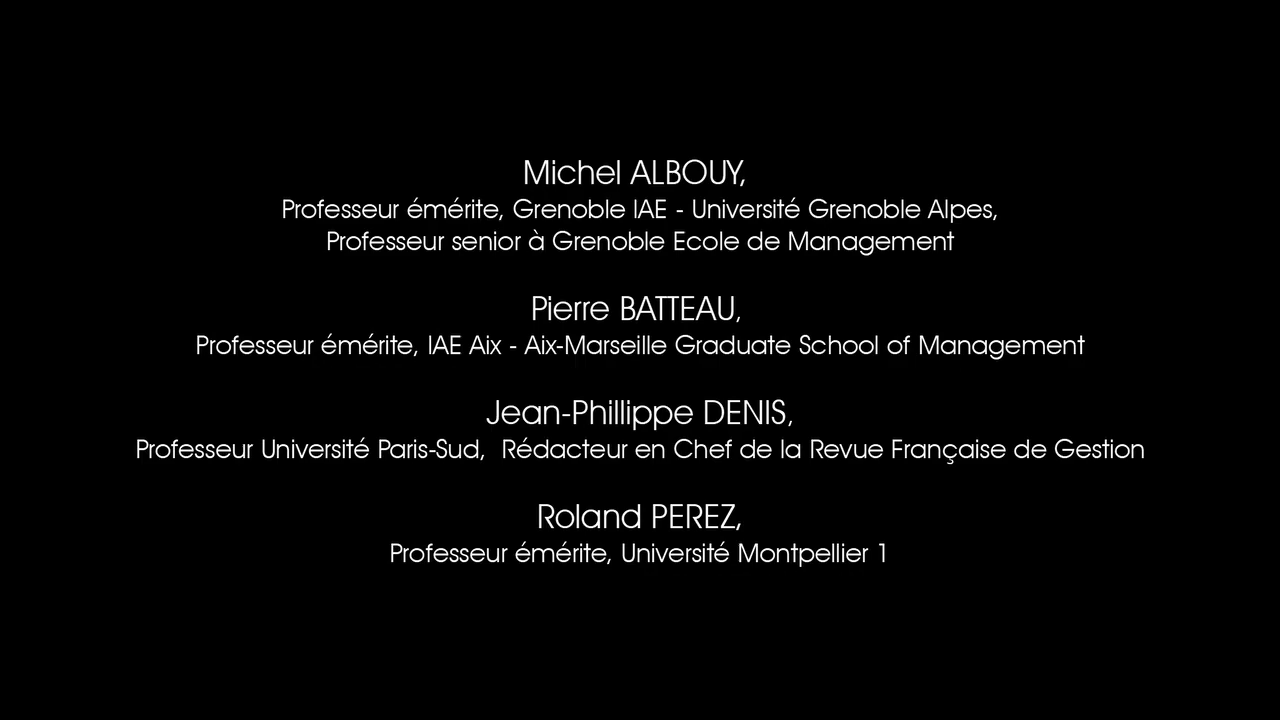 Michel ALBOUY,
Professeur émérite, Grenoble IAE - Université Grenoble Alpes,
Professeur senior à Grenoble Ecole de Management
Pierre BATTEAU,
Professeur émérite, IAE Aix - Aix-Marseille Graduate School of Management
Jean-Phillippe DENIS,
Professeur Université Paris-Sud,  Rédacteur en Chef de la Revue Française de Gestion
Roland PEREZ,
Professeur émérite, Université Montpellier 1